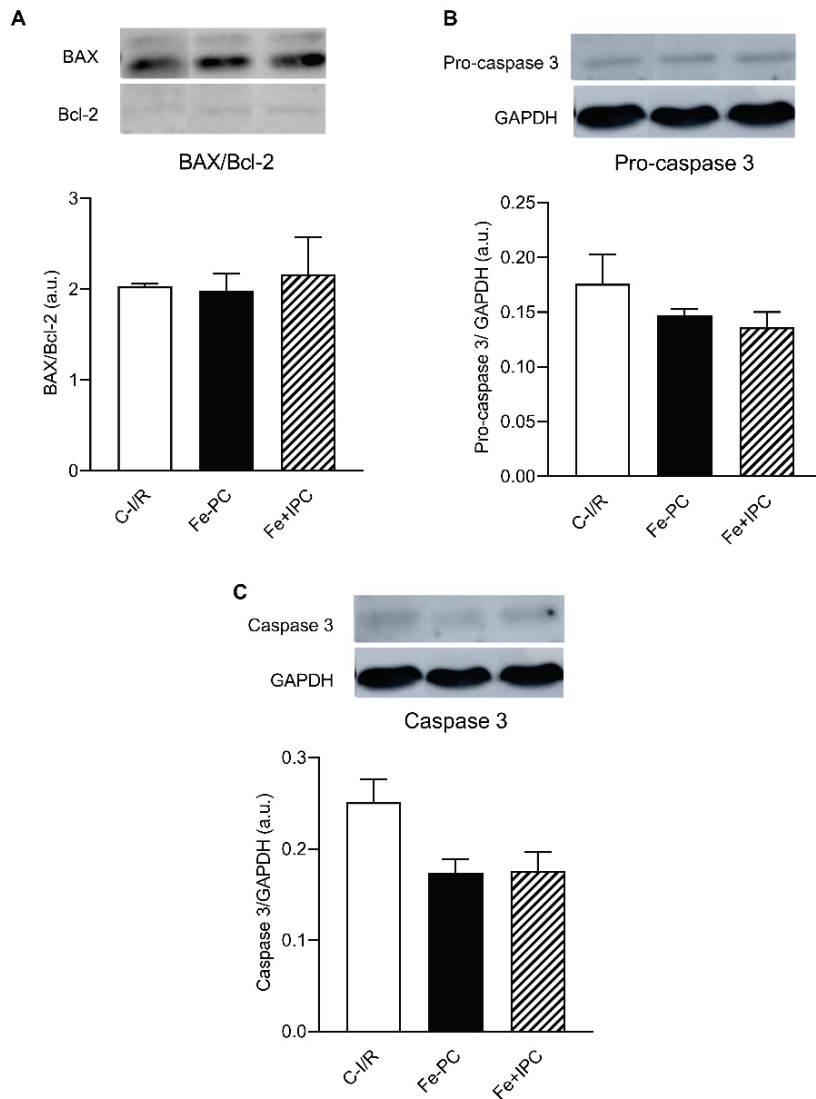 A
BAX
Bcl-2
BAX/Bcl-2
3
2
1
0
BAX/Bcl-2 (a.u.)
C-I/R
Fe-PC
Fe+IPC
B
Pro-caspase 3
GAPDH
Pro-caspase 3
0.25
0.20
0.15
0.10
0.05
0.00
Pro-caspase 3/ GAPDH (a.u.)
C-I/R
Fe-PC
Fe+IPC
C
Caspase 3
GAPDH
Caspase 3
0.3
0.2
0.1
0.0
Caspase 3/GAPDH (a.u.)
C-I/R
Fe-PC
Fe+IPC